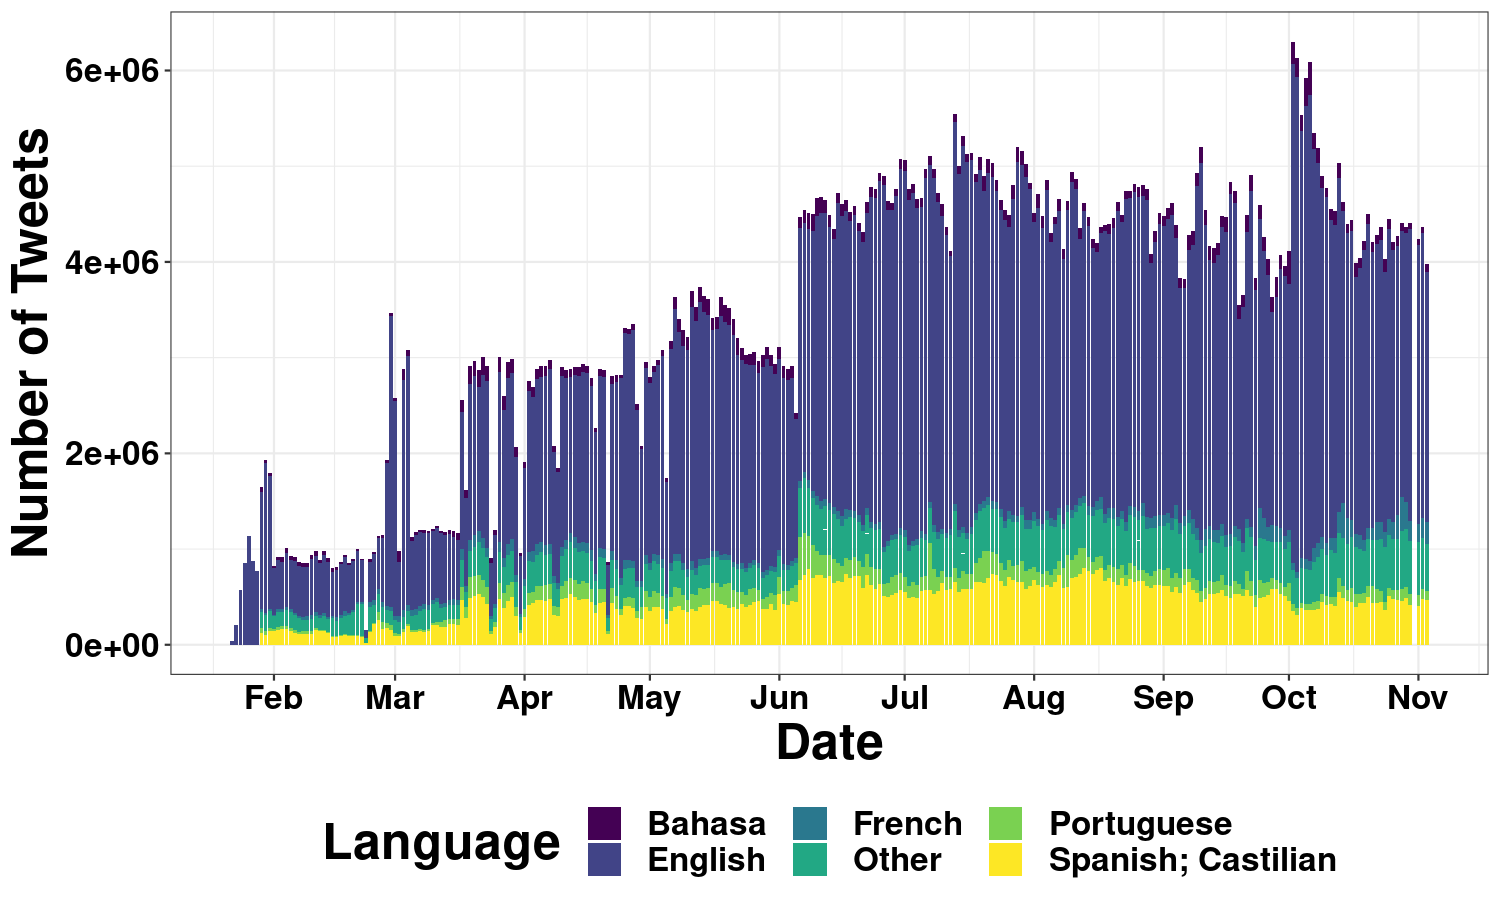 6e+06
4e+06
2e+06
0e+00
Number of Tweets
Feb Mar Apr May Jun Jul Aug Sep Oct Nov
Date
Language
Bahasa French Portuguese
English Other Spanish; Castilian